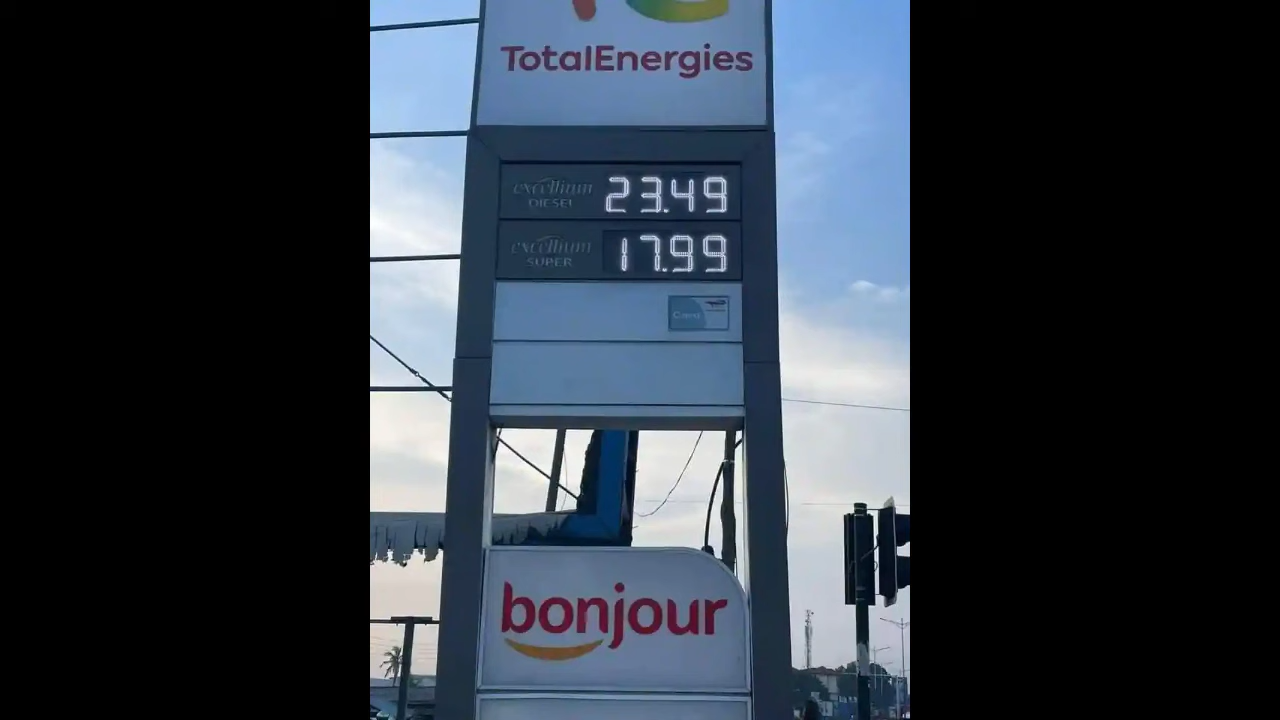 TotalEnergies
excellium
DIESEL
23.49
excellium
SUPER
17.99
bonjour